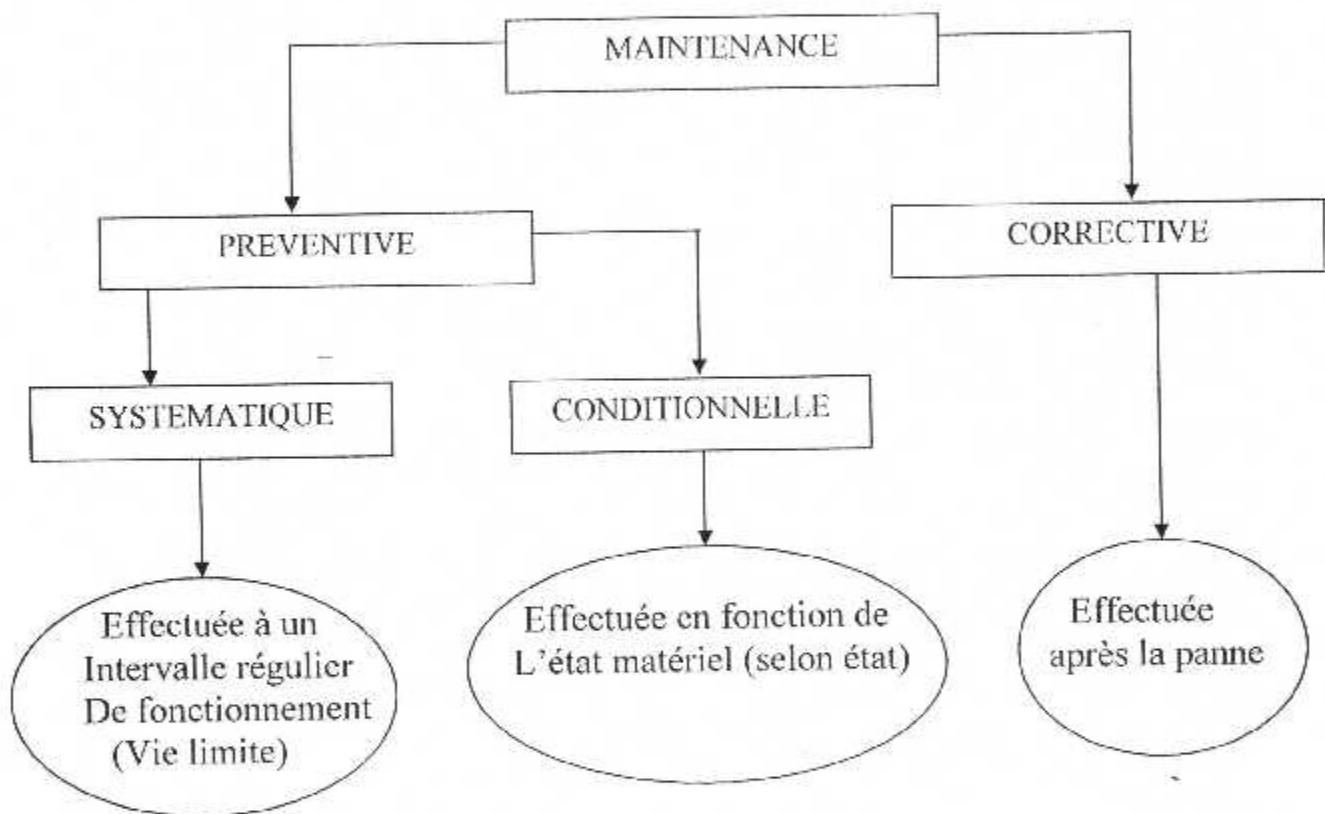 MAINTENANCE
PREVENTIVE
CORRECTIVE
SYSTEMATIQUE
CONDITIONNELLE
Effectuée à un
Intervalle régulier
De fonctionnement
(Vie limite)
Effectuée en fonction de
L'état matériel (selon état)
Effectuée
après la panne